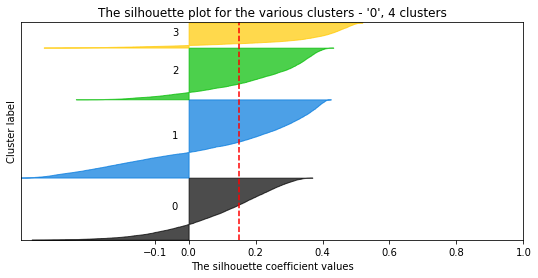 The silhouette plot for the various clusters - '0', 4 clusters
3
2
1
0
Cluster label
−0.1 0.0 0.2 0.4 0.6 0.8 1.0
The silhouette coefficient values